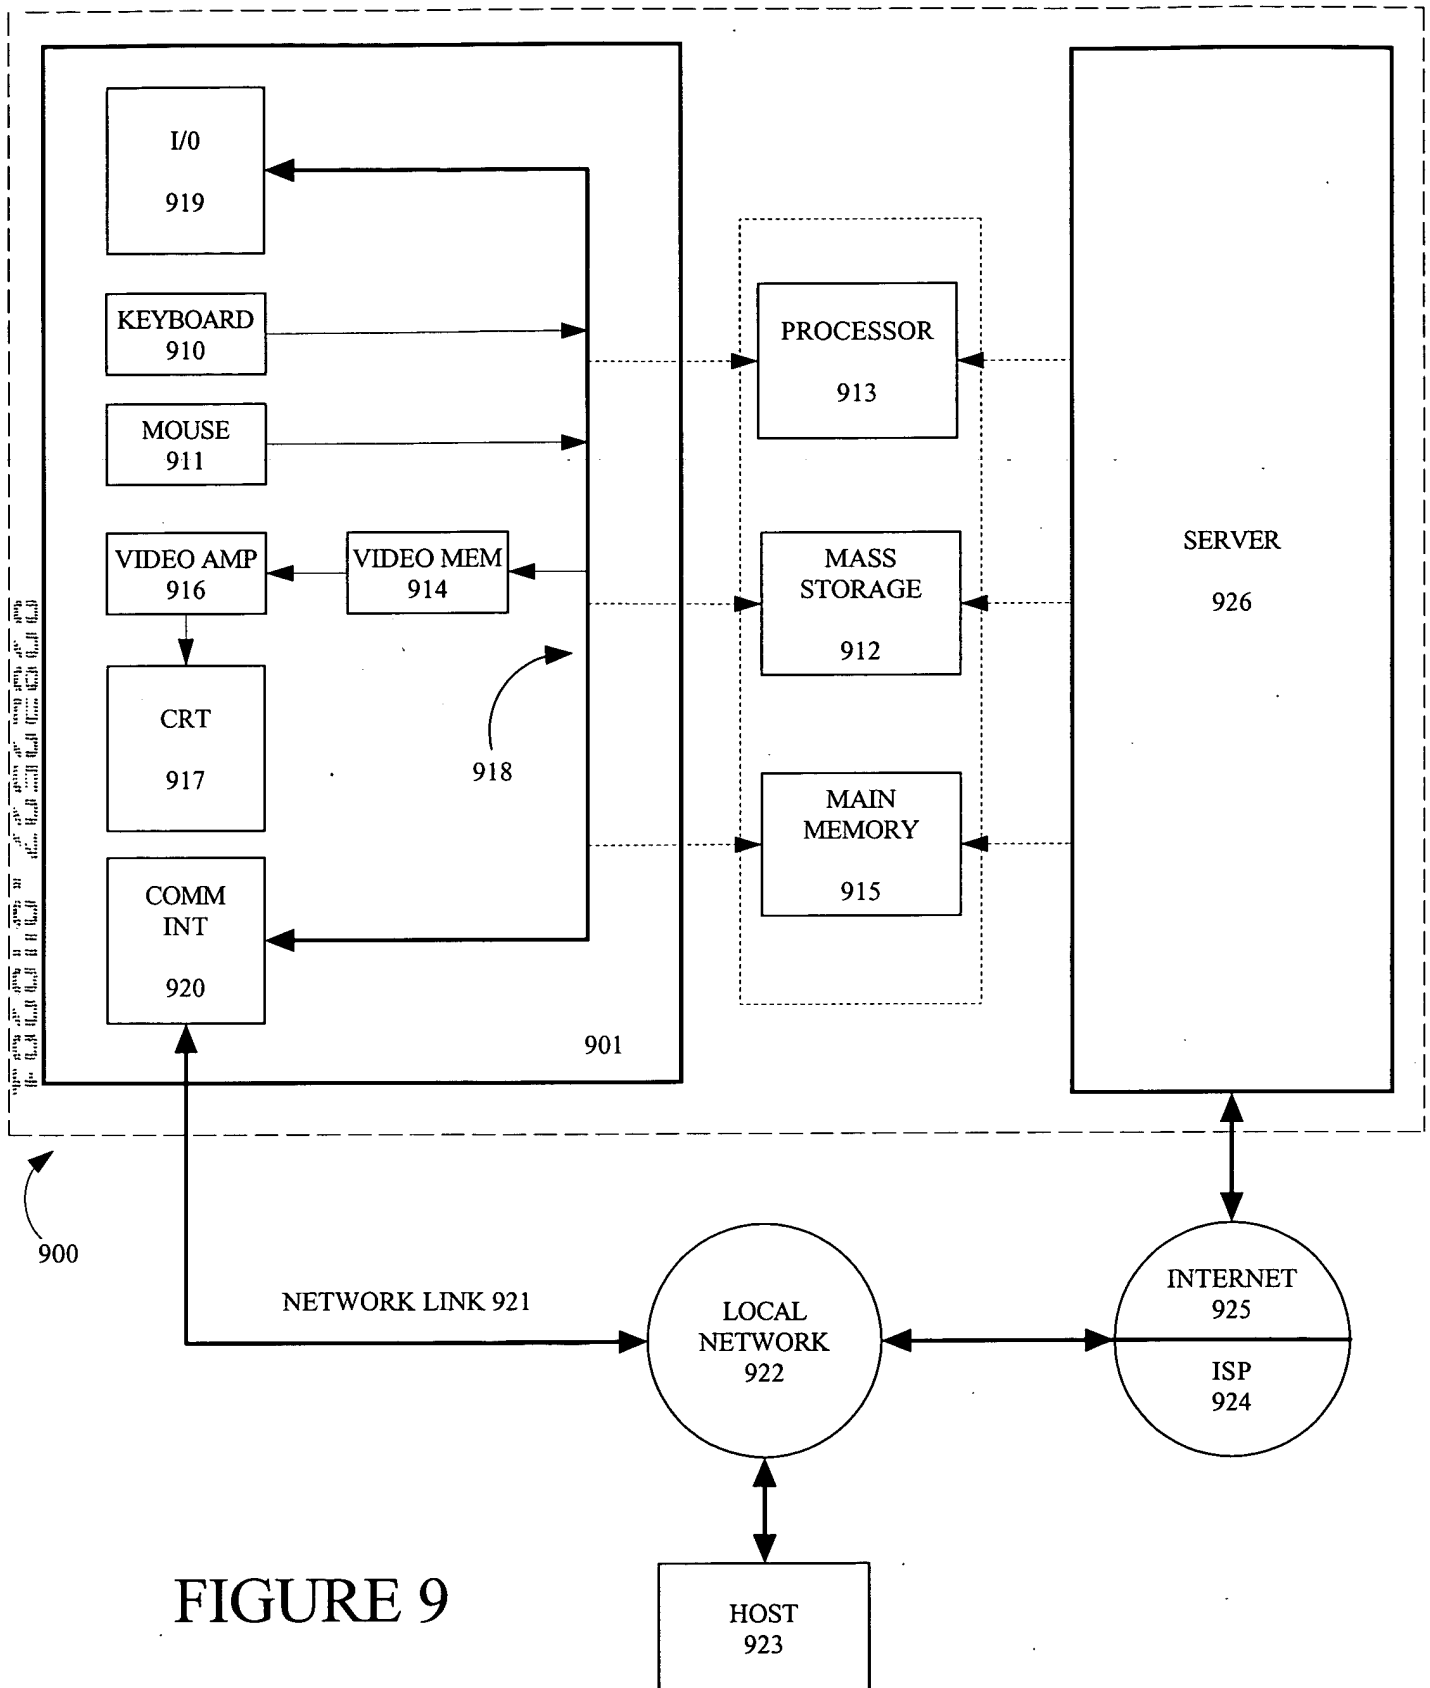 I/0
919
KEYBOARD
910
MOUSE
911
VIDEO AMP
916
VIDEO MEM
914
CRT
917
918
COMM
INT
920
901
PROCESSOR
913
MASS
STORAGE
912
MAIN
MEMORY
915
SERVER
926
900
NETWORK LINK 921
LOCAL
NETWORK
922
INTERNET
925
ISP
924
HOST
923
FIGURE 9